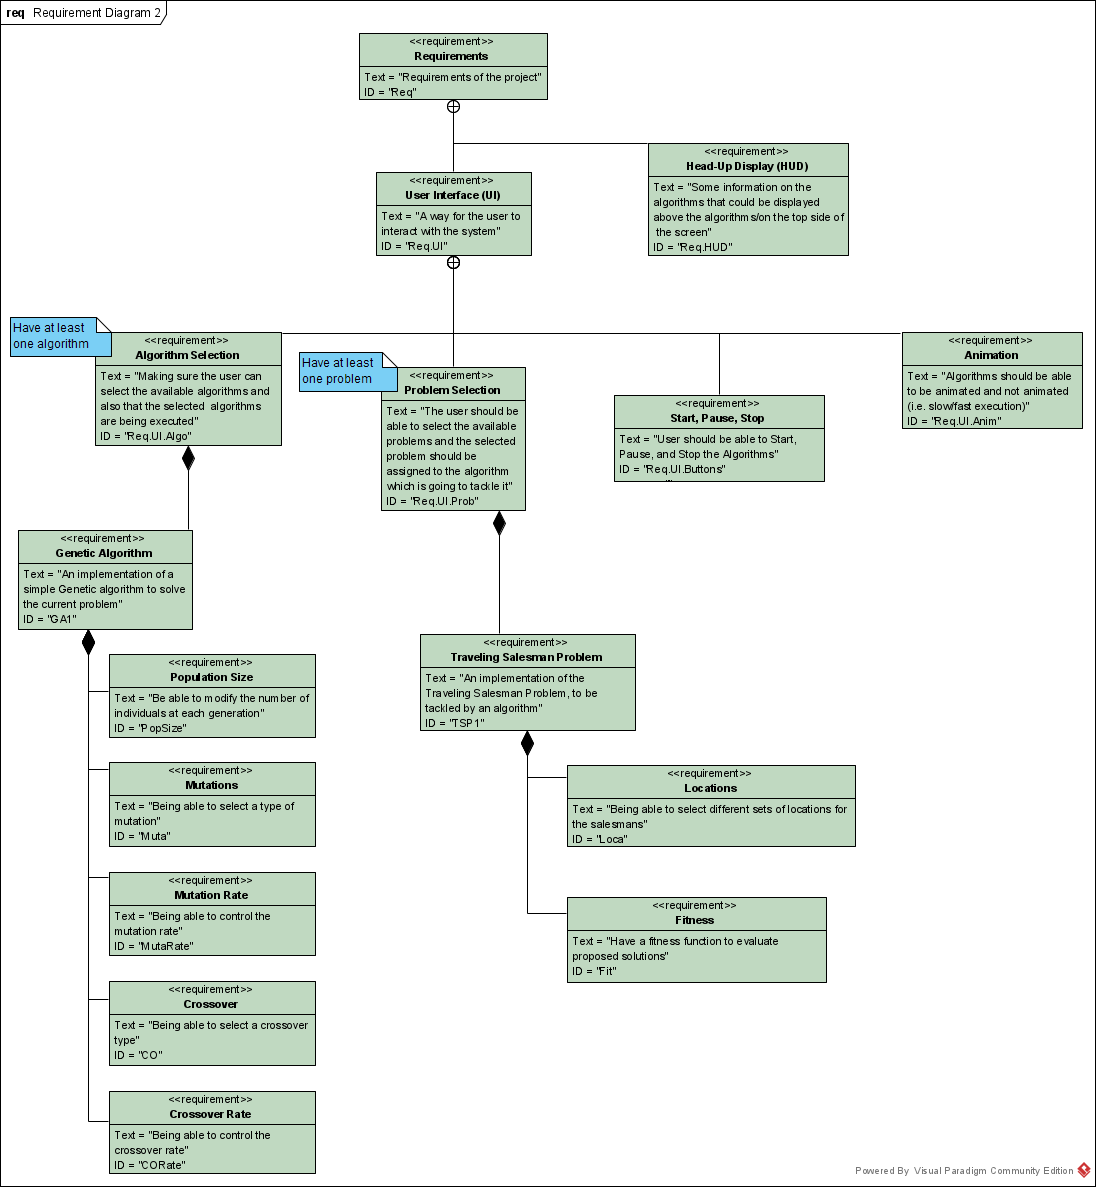 req Requirement Diagram 2
<<requirement>>
Requirements
Text = "Requirements of the project"
ID = "Req"
<<requirement>>
Head-Up Display (HUD)
Text = "Some information on the
algorithms that could be displayed
above the algorithms/on the top side of
the screen"
ID = "Req.HUD"
<<requirement>>
User Interface (UI)
Text = "A way for the user to
interact with the system"
ID = "Req.UI"
Have at least
one algorithm
<<requirement>>
Algorithm Selection
Text = "Making sure the user can
select the available algorithms and
also that the selected algorithms
are being executed"
ID = "Req.UI.Algo"
Have at least
one problem
<<requirement>>
Problem Selection
Text = "The user should be
able to select the available
problems and the selected
problem should be
assigned to the algorithm
which is going to tackle it"
ID = "Req.UI.Prob"
<<requirement>>
Start, Pause, Stop
Text = "User should be able to Start,
Pause, and Stop the Algorithms"
ID = "Req.UI.Buttons"
<<requirement>>
Animation
Text = "Algorithms should be able
to be animated and not animated
(i.e. slow/fast execution)"
ID = "Req.UI.Anim"
<<requirement>>
Genetic Algorithm
Text = "An implementation of a
simple Genetic algorithm to solve
the current problem"
ID = "GA1"
<<requirement>>
Population Size
Text = "Be able to modify the number of
individuals at each generation"
ID = "PopSize"
<<requirement>>
Mutations
Text = "Being able to select a type of
mutation"
ID = "Muta"
<<requirement>>
Mutation Rate
Text = "Being able to control the
mutation rate"
ID = "MutaRate"
<<requirement>>
Crossover
Text = "Being able to select a crossover
type"
ID = "CO"
<<requirement>>
Crossover Rate
Text = "Being able to control the
crossover rate"
ID = "CORate"
<<requirement>>
Traveling Salesman Problem
Text = "An implementation of the
Traveling Salesman Problem, to be
tackled by an algorithm"
ID = "TSP1"
<<requirement>>
Locations
Text = "Being able to select different sets of locations for
the salesmans"
ID = "Loca"
<<requirement>>
Fitness
Text = "Have a fitness function to evaluate
proposed solutions"
ID = "Fit"
Powered By Visual Paradigm Community Edition